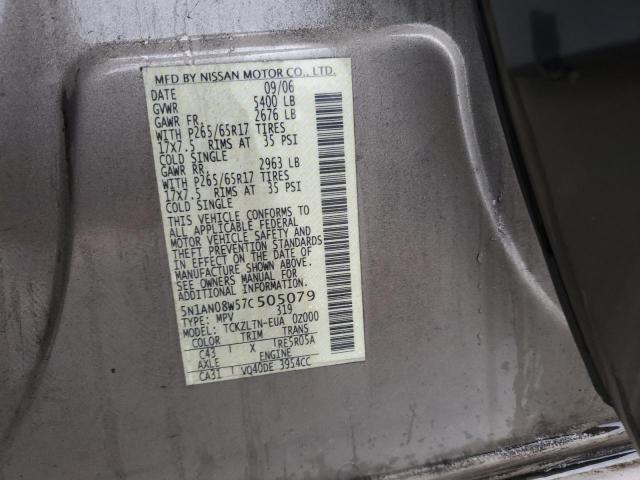 MFD BY NISSAN MOTOR CO., LTD.
DATE 09/06
GVWR 5400 LB
GAWR FR. 2676 LB
WITH P265/65R17 TIRES
17X7.5 RIMS AT 35 PSI
COLD SINGLE
GAWR RR. 2963 LB
WITH P265/65R17 TIRES
17X7.5 RIMS AT 35 PSI
COLD SINGLE
THIS VEHICLE CONFORMS TO
ALL APPLICABLE FEDERAL
MOTOR VEHICLE SAFETY AND
THEFT PREVENTION STANDARDS
IN EFFECT ON THE DATE OF
MANUFACTURE SHOWN ABOVE.
SEE OWNERS MANUAL FOR
ADDITIONAL INFORMATION.
5N1AN08W57C505079
TYPE: MPV 319
MODEL: TCKZLTN-EUA 0Z000
COLOR TRIM TRANS
C43 X RE5R05A
AXLE ENGINE
CA31 VQ40DE 3954CC